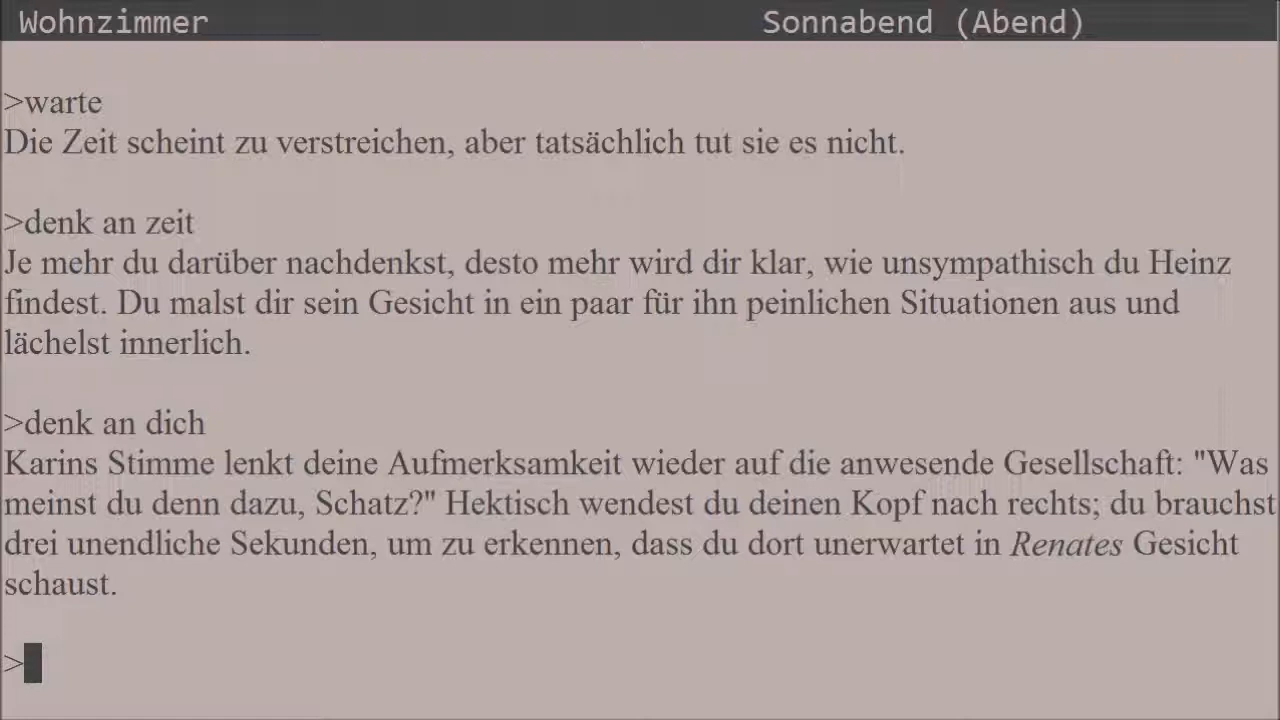 Wohnzimmer Sonnabend (Abend)
>warte
Die Zeit scheint zu verstreichen, aber tatsächlich tut sie es nicht.
>denk an zeit
Je mehr du darüber nachdenkst, desto mehr wird dir klar, wie unsympathisch du Heinz
findest. Du malst dir sein Gesicht in ein paar für ihn peinlichen Situationen aus und
lächelst innerlich.
>denk an dich
Karins Stimme lenkt deine Aufmerksamkeit wieder auf die anwesende Gesellschaft: "Was
meinst du denn dazu, Schatz?" Hektisch wendest du deinen Kopf nach rechts; du brauchst
drei unendliche Sekunden, um zu erkennen, dass du dort unerwartet in Renates Gesicht
schaust.
>